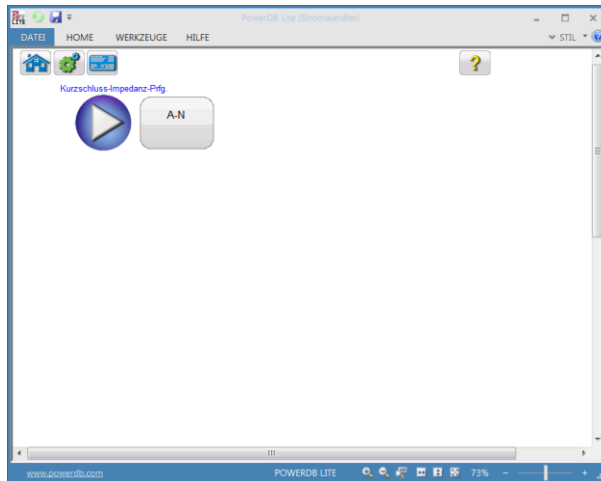 PowerDB Lite (Stromwandler)
DATEI HOME WERKZEUGE HILFE STIL
Kurzschluss-Impedanz-Prfg.
A-N
www.powerdb.com POWERDB LITE 73%